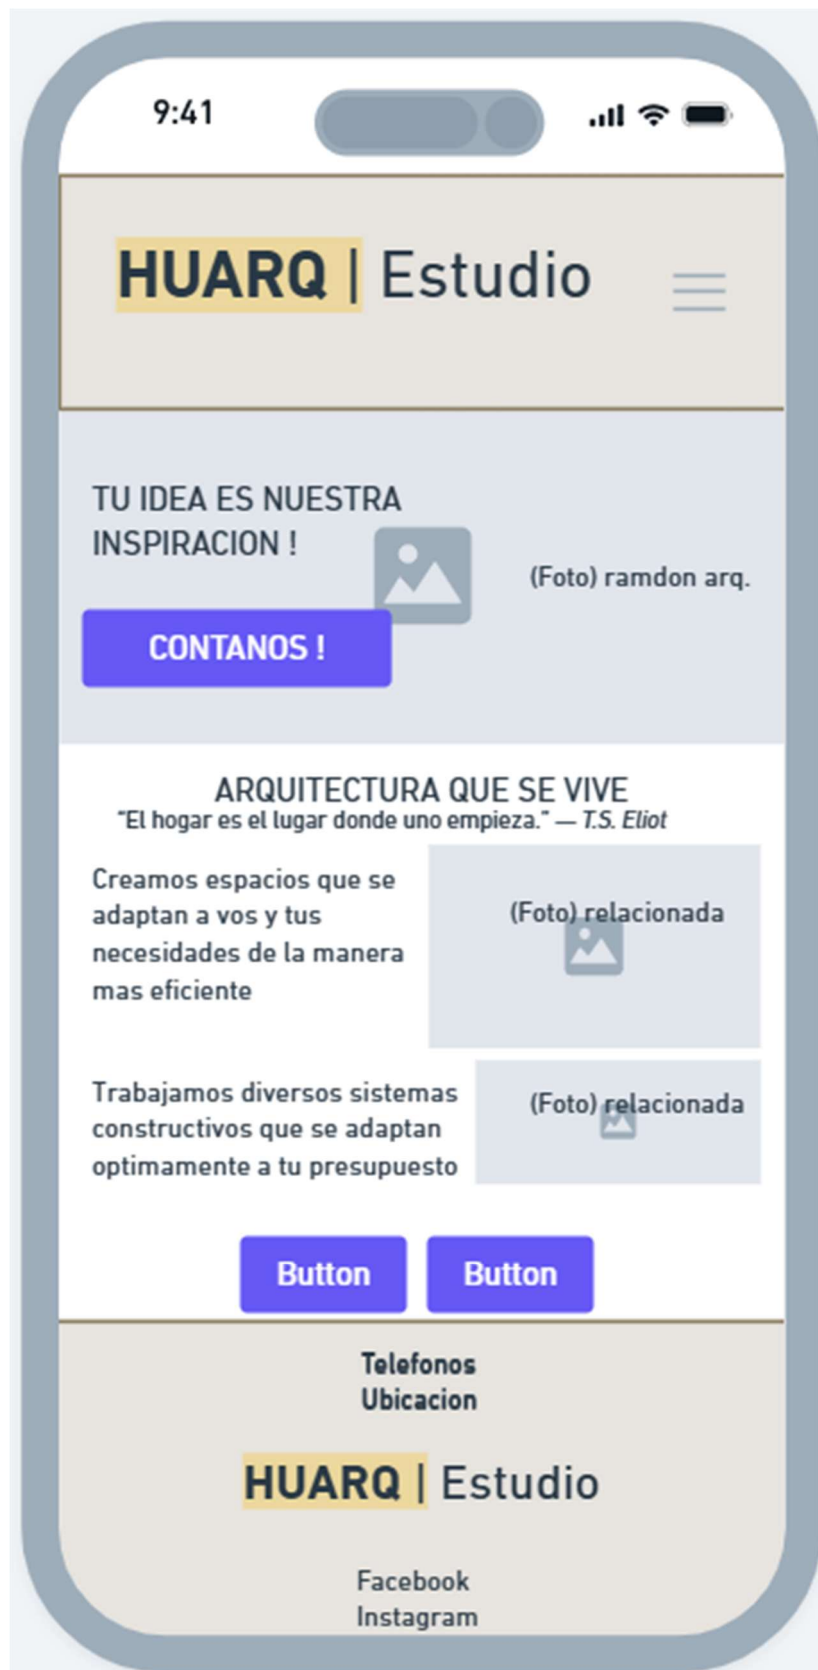 9:41
HUARQ | Estudio
TU IDEA ES NUESTRA
INSPIRACION !
(Foto) ramdon arq.
CONTANOS !
ARQUITECTURA QUE SE VIVE
"El hogar es el lugar donde uno empieza." — T.S. Eliot
Creamos espacios que se
adaptan a vos y tus
necesidades de la manera
mas eficiente
(Foto) relacionada
Trabajamos diversos sistemas
constructivos que se adaptan
optimamente a tu presupuesto
(Foto) relacionada
Button Button
Telefonos
Ubicacion
HUARQ | Estudio
Facebook
Instagram